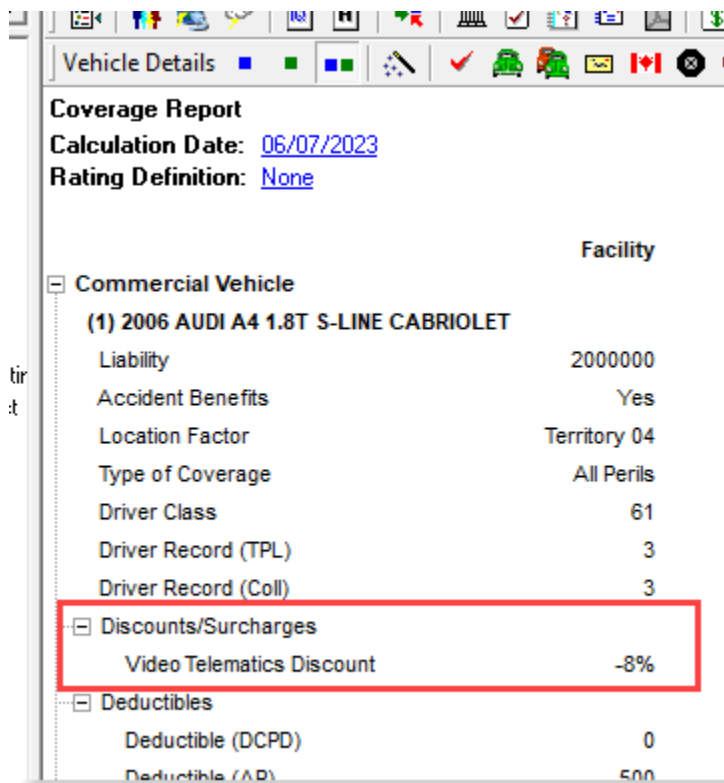 Vehicle Details
Coverage Report
Calculation Date: 06/07/2023
Rating Definition: None
Facility
Commercial Vehicle
(1) 2006 AUDI A4 1.8T S-LINE CABRIOLET
Liability 2000000
Accident Benefits Yes
Location Factor Territory 04
Type of Coverage All Perils
Driver Class 61
Driver Record (TPL) 3
Driver Record (Coll) 3
Discounts/Surcharges
Video Telematics Discount -8%
Deductibles
Deductible (DCPD) 0
Deductible (AP) 500